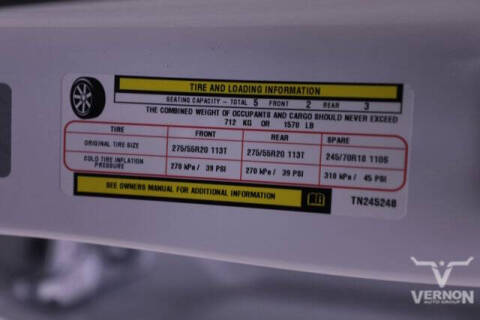 TIRE AND LOADING INFORMATION
SEATING CAPACITY - TOTAL 5 FRONT 2 REAR 3
THE COMBINED WEIGHT OF OCCUPANTS AND CARGO SHOULD NEVER EXCEED
712 KG OR 1570 LB
TIRE FRONT REAR SPARE
ORIGINAL TIRE SIZE 275/55R20 113T 275/55R20 113T 245/70R18 110S
COLD TIRE INFLATION PRESSURE 270 kPa / 39 PSI 270 kPa / 39 PSI 310 kPa / 45 PSI
SEE OWNERS MANUAL FOR ADDITIONAL INFORMATION
TN245248
VERNON
AUTO GROUP